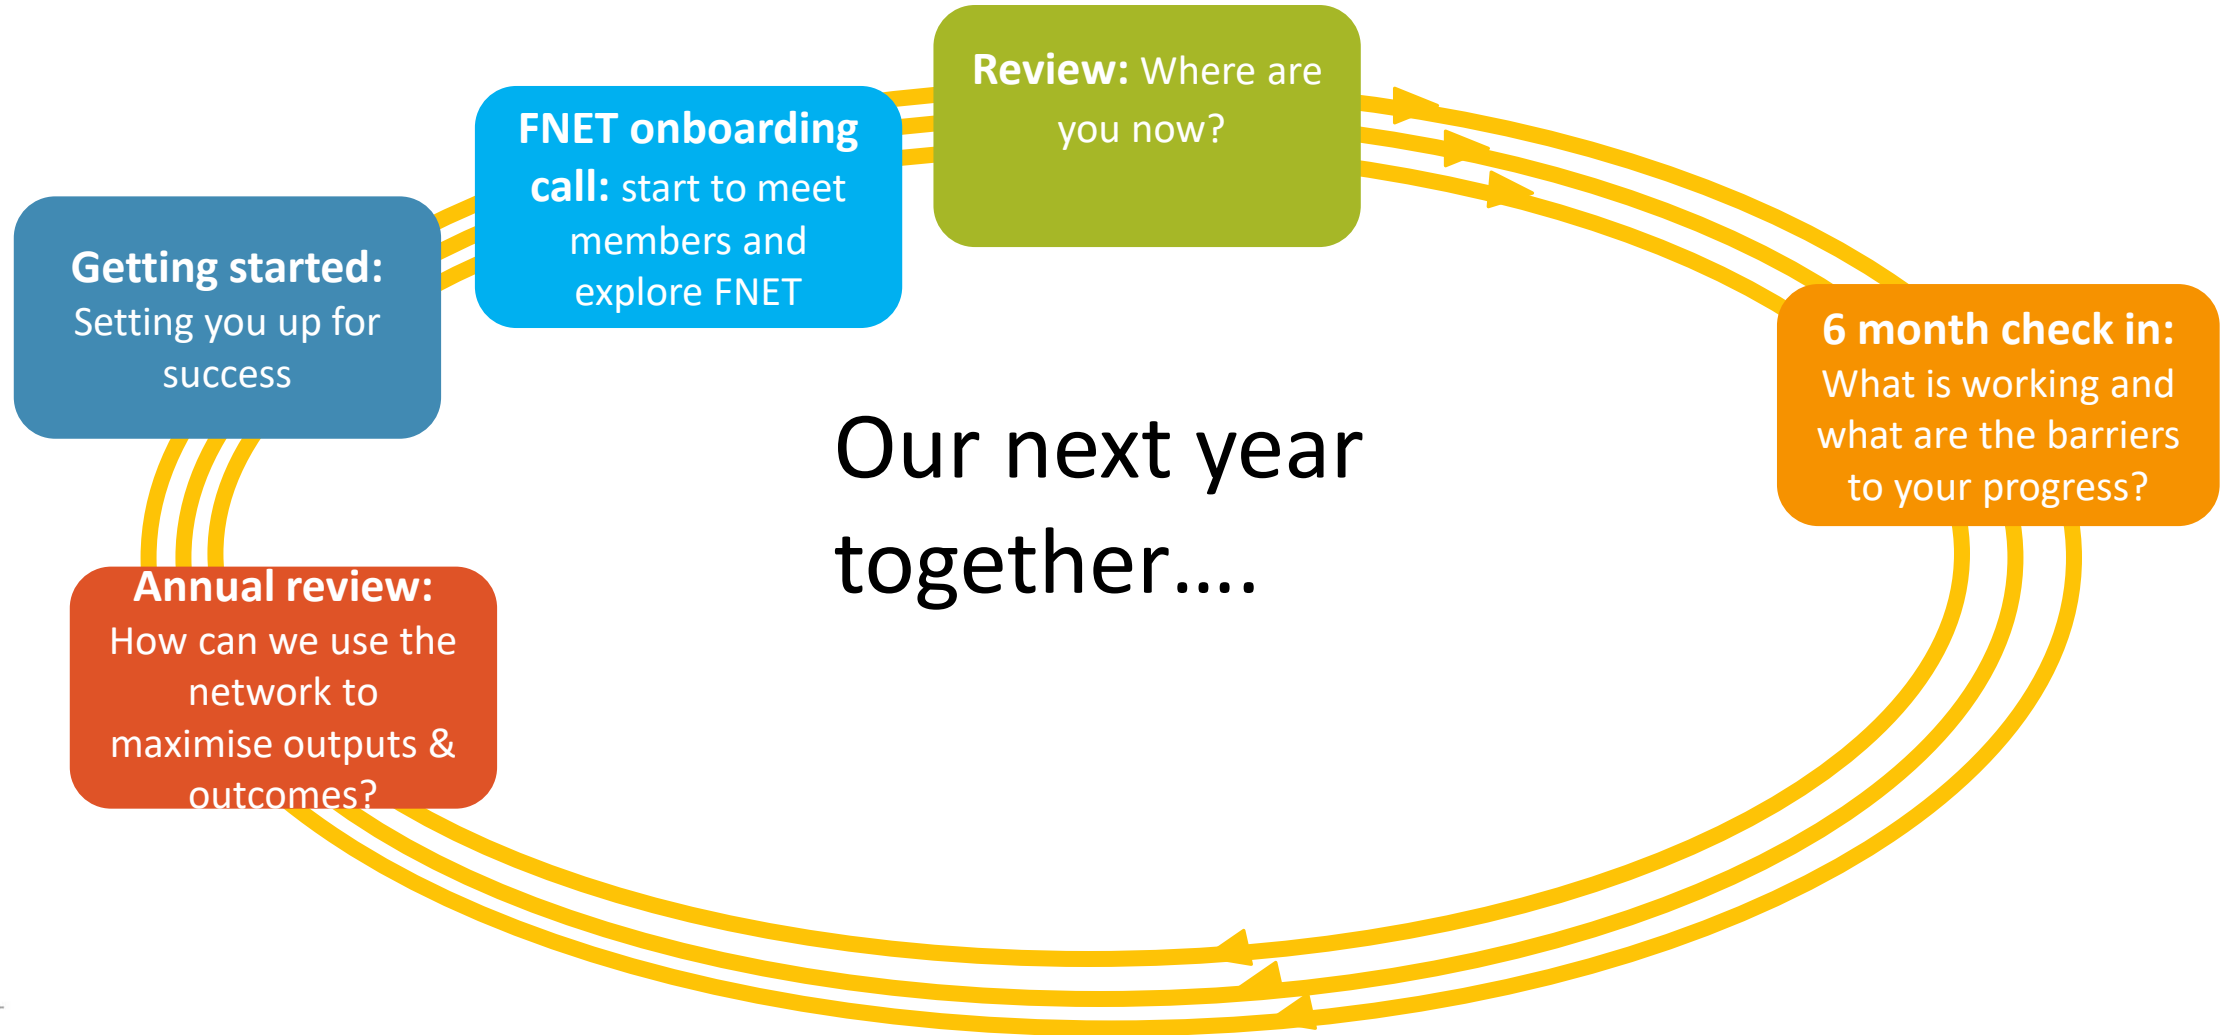 Getting started:
Setting you up for
success
FNET onboarding
call: start to meet
members and
explore FNET
Review: Where are
you now?
6 month check in:
What is working and
what are the barriers
to your progress?
Annual review:
How can we use the
network to
maximise outputs &
outcomes?
Our next year
together....